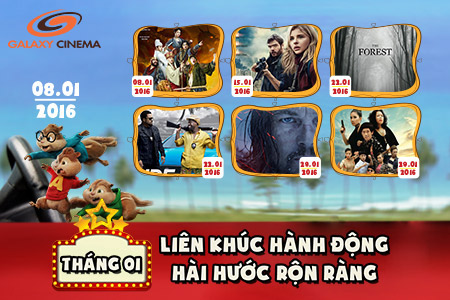 GALAXY CINEMA
08.01
2016
08.01
2016
15.01
2016
THE
FOREST
22.01
2016
22.01
2016
29.01
2016
29.01
2016
THÁNG 01
LIÊN KHÚC HÀNH ĐỘNG
HÀI HƯỚC RỘN RÀNG